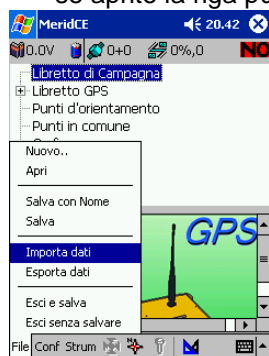 MeridCE 20.42
0.0V 0+0 0%,0 NO
Libretto di Campagna
Libretto GPS
Punti d'orientamento
Punti in comune
Nuovo..
Apri
Salva con Nome
Salva
Importa dati
Esporta dati
Esci e salva
Esci senza salvare
GPS
File Conf Strum